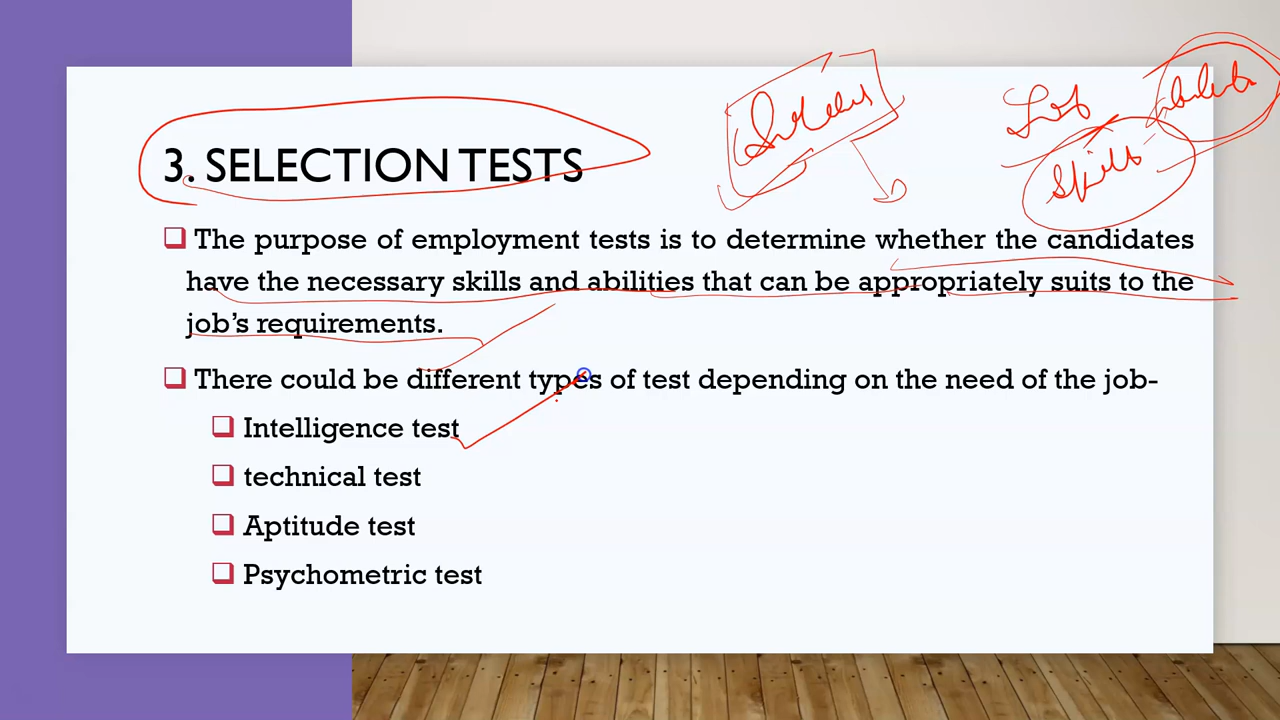 Job
Skills
3. SELECTION TESTS
❑ The purpose of employment tests is to determine whether the candidates
have the necessary skills and abilities that can be appropriately suits to the
job's requirements.
❑ There could be different types of test depending on the need of the job-
❑ Intelligence test
❑ technical test
❑ Aptitude test
❑ Psychometric test